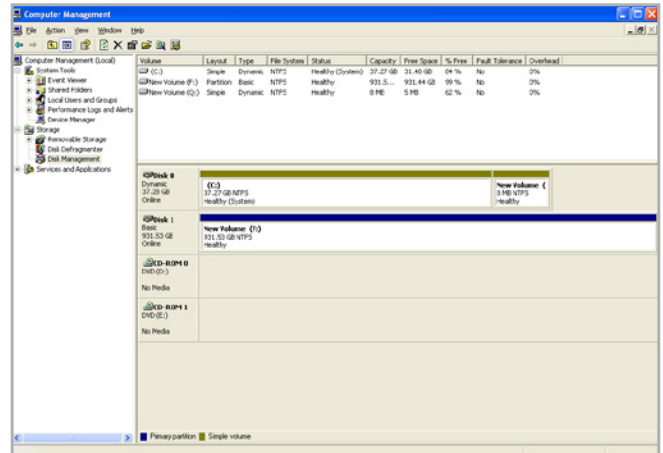 Computer Management
File Action View Window Help
Computer Management (Local)
System Tools
Event Viewer
Shared Folders
Local Users and Groups
Performance Logs and Alerts
Device Manager
Storage
Removable Storage
Disk Defragmenter
Disk Management
Services and Applications
Volume Layout Type File System Status Capacity Free Space % Free Fault Tolerance Overhead
(C:) Simple Dynamic NTFS Healthy (System) 37.27 GB 31.40 GB 84 % No 0%
New Volume (F:) Partition Basic NTFS Healthy 931.5... 931.44 GB 99 % No 0%
New Volume (Q:) Simple Dynamic NTFS Healthy 8 MB 5 MB 62 % No 0%
Disk 0
Dynamic
37.28 GB
Online
(C:)
37.27 GB NTFS
Healthy (System)
New Volume (
8 MB NTFS
Healthy
Disk 1
Basic
931.53 GB
Online
New Volume (F:)
931.53 GB NTFS
Healthy
CD-ROM 0
DVD (D:)
No Media
CD-ROM 1
DVD (E:)
No Media
Primary partition Simple volume